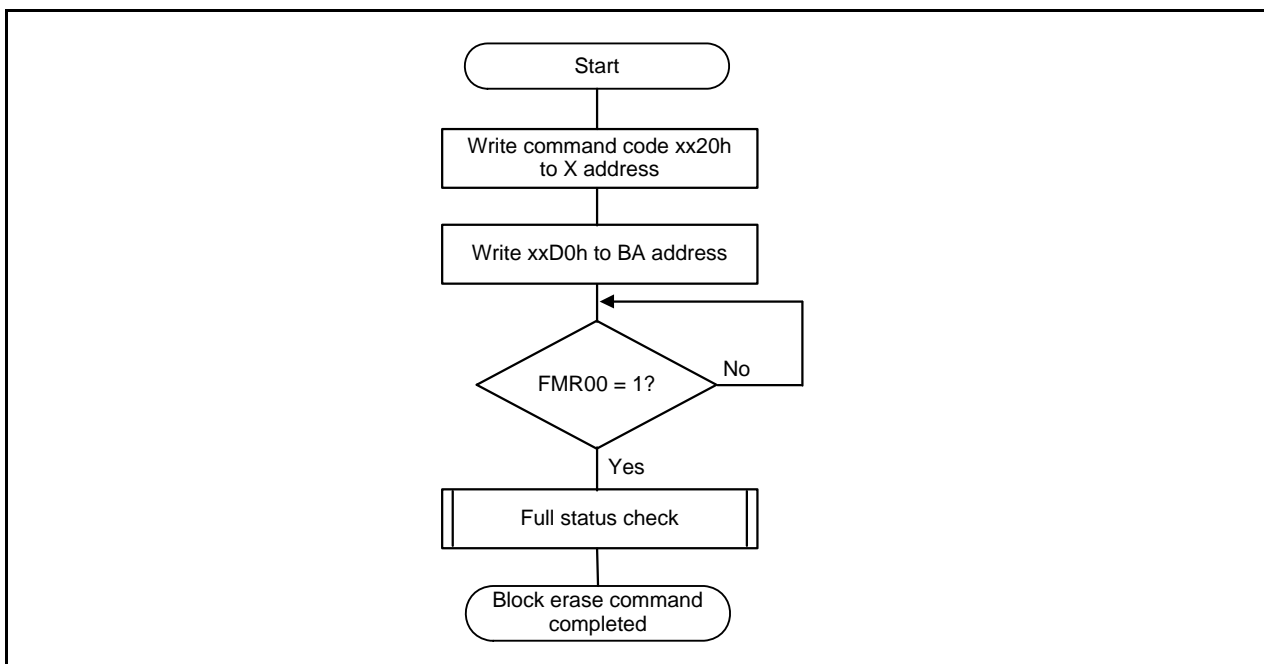 Start
Write command code xx20h
to X address
Write xxD0h to BA address
FMR00 = 1?
No
Yes
Full status check
Block erase command
completed